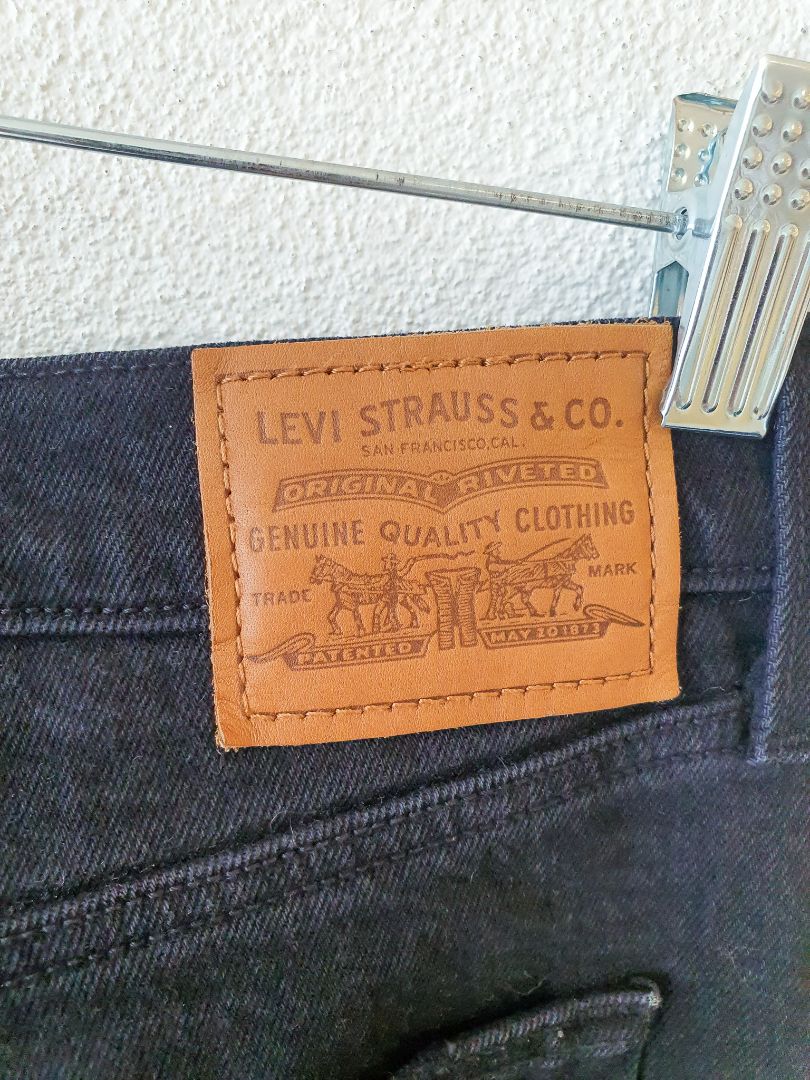 LEVI STRAUSS & CO.
SAN FRANCISCO, CAL.
ORIGINAL RIVETED
GENUINE QUALITY CLOTHING
TRADE MARK
PATENTED MAY 20 1873